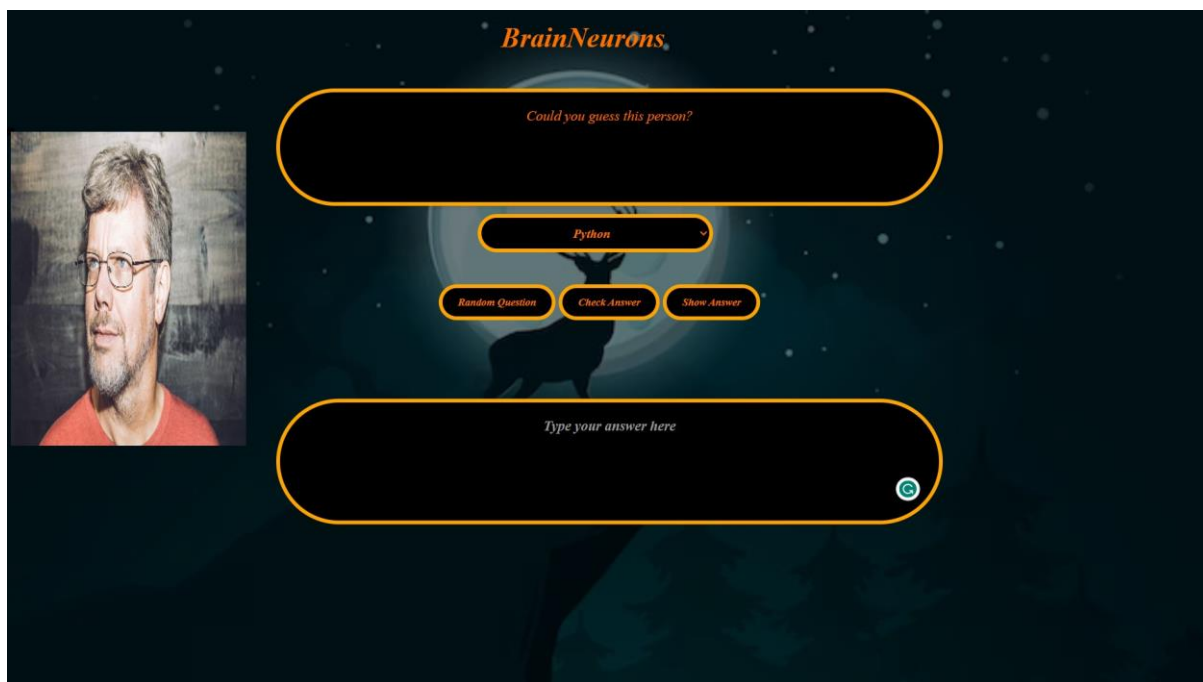 BrainNeurons
Could you guess this person?
Python
Random Question
Check Answer
Show Answer
Type your answer here